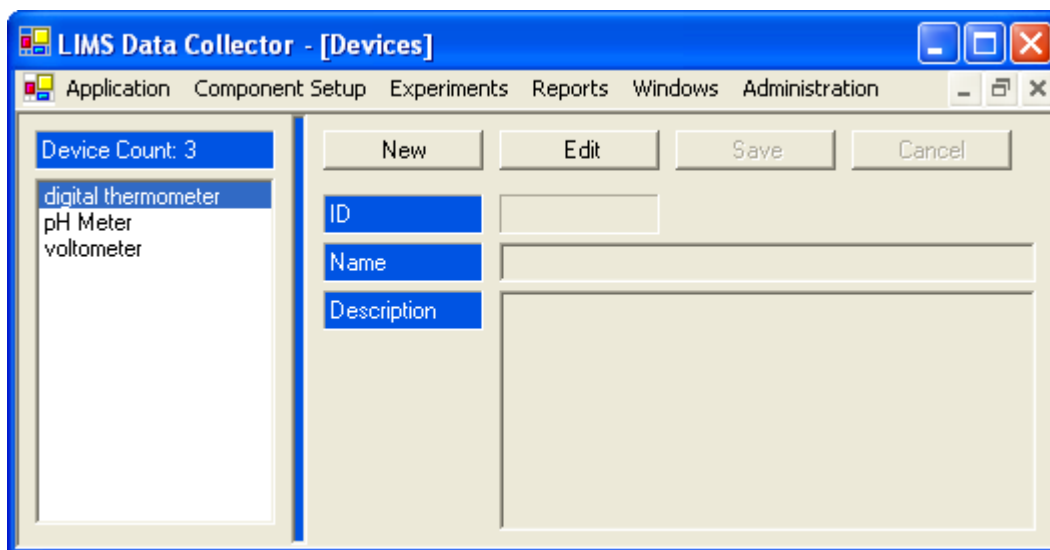 LIMS Data Collector - [Devices]
Application Component Setup Experiments Reports Windows Administration
Device Count: 3
digital thermometer
pH Meter
voltometer
New Edit Save Cancel
ID
Name
Description